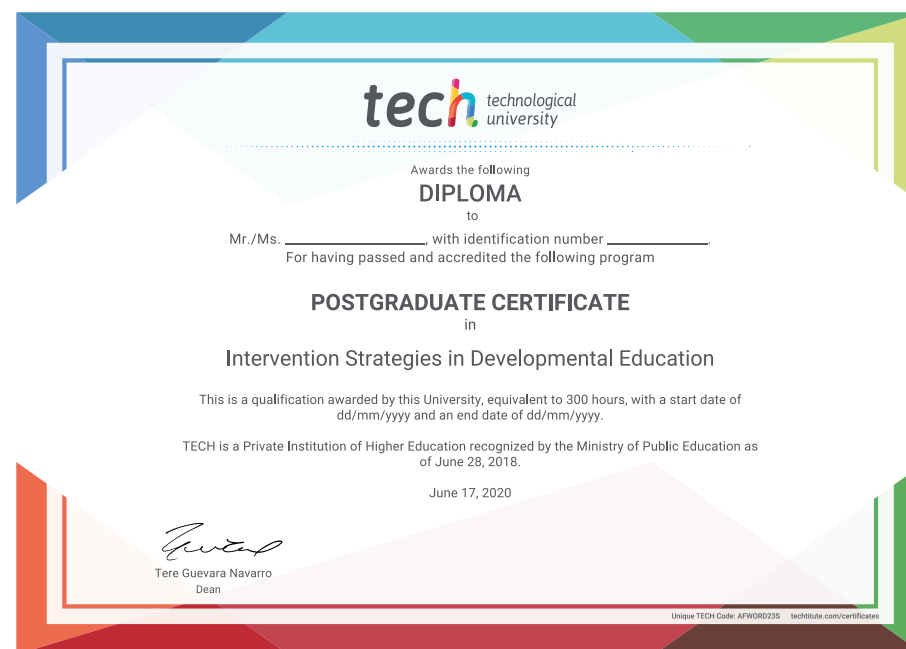 tech technological
university
Awards the following
DIPLOMA
to
Mr./Ms. ____________________, with identification number ______________.
For having passed and accredited the following program
POSTGRADUATE CERTIFICATE
in
Intervention Strategies in Developmental Education
This is a qualification awarded by this University, equivalent to 300 hours, with a start date of
dd/mm/yyyy and an end date of dd/mm/yyyy.
TECH is a Private Institution of Higher Education recognized by the Ministry of Public Education as
of June 28, 2018.
June 17, 2020
Tere Guevara Navarro
Dean
Unique TECH Code: AFWORD23S techtitute.com/certificates